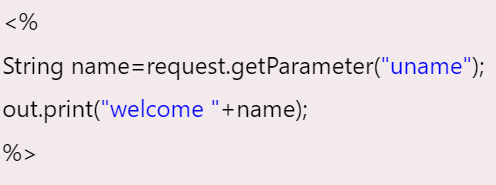 <%
String name=request.getParameter("uname");
out.print("welcome "+name);
%>